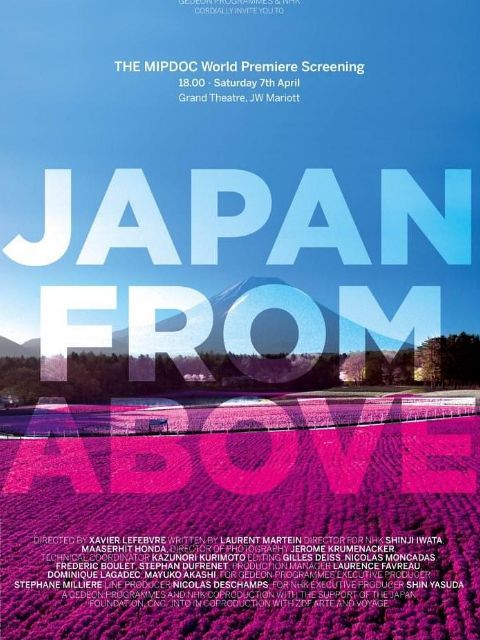 GEDEON PROGRAMMES & NHK
CORDIALLY INVITE YOU TO
THE MIPDOC World Premiere Screening
18.00 - Saturday 7th April
Grand Theatre, JW Mariott
JAPAN
FROM
ABOVE
DIRECTED BY XAVIER LEFEBVRE WRITTEN BY LAURENT MARTEIN DIRECTOR FOR NHK SHINJI IWATA,
MAASERHIT HONDA, DIRECTOR OF PHOTOGRAPHY JEROME KRUMENACKER,
TECHNICAL COORDINATOR KAZUNORI KURIMOTO EDITING GILLES DEISS, NICOLAS MONCADAS,
FREDERIC BOULET, STEPHAN DUFRENET, PRODUCTION MANAGER LAURENCE FAVREAU
DOMINIQUE LAGADEC, MAYUKO AKASHI, FOR GEDEON PROGRAMMES EXECUTIVE PRODUCER
STEPHANE MILLIERE LINE PRODUCER NICOLAS DESCHAMPS, FOR NHK EXECUTIVE PRODUCER SHIN YASUDA
A GEDEON PROGRAMMES AND NHK COPRODUCTION WITH THE SUPPORT OF THE JAPAN
FOUNDATION, CNC, INTO IN COPRODUCTION WITH ZDF ARTE AND VOYAGE